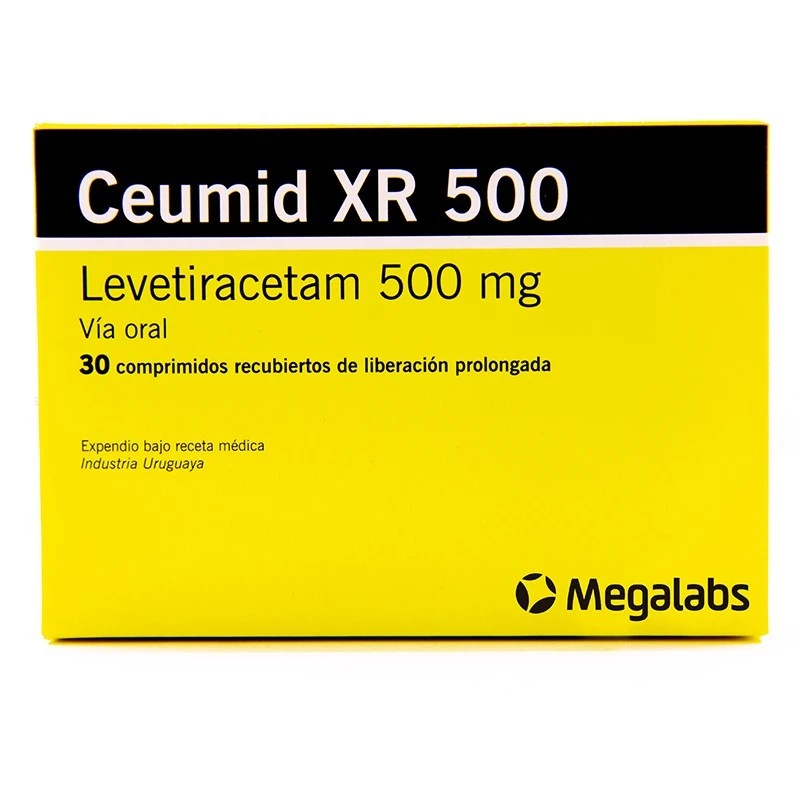 Ceumid XR 500
Levetiracetam 500 mg
Vía oral
30 comprimidos recubiertos de liberación prolongada
Expendio bajo receta médica
Industria Uruguaya
Megalabs